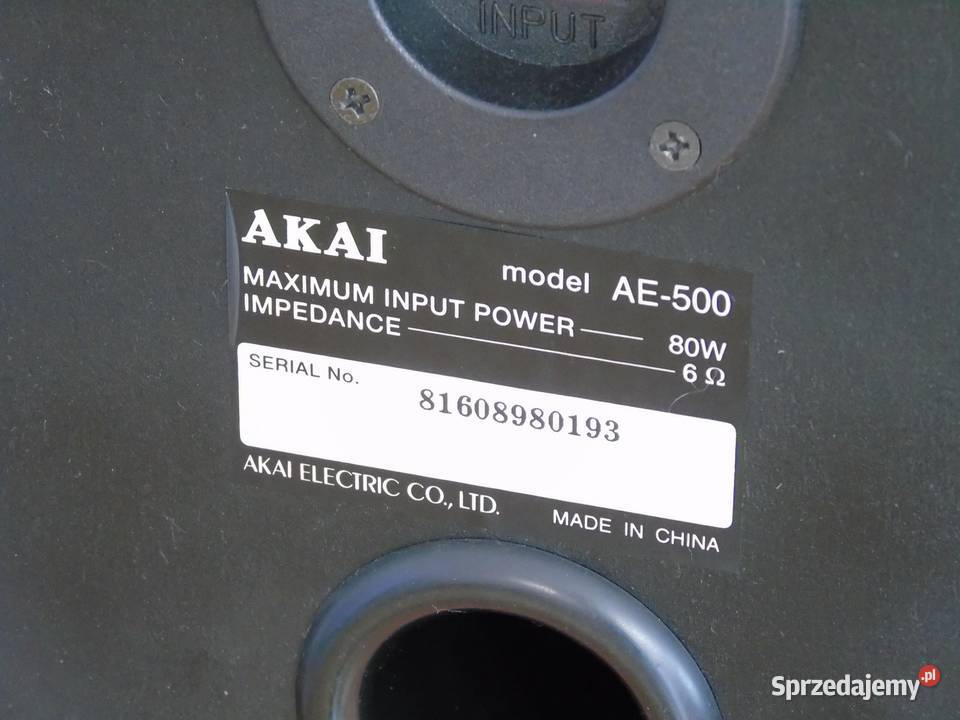 INPUT
AKAI
model AE-500
MAXIMUM INPUT POWER 80W
IMPEDANCE 6 Ω
SERIAL No.
81608980193
AKAI ELECTRIC CO., LTD.
MADE IN CHINA
Sprzedajemy.pl